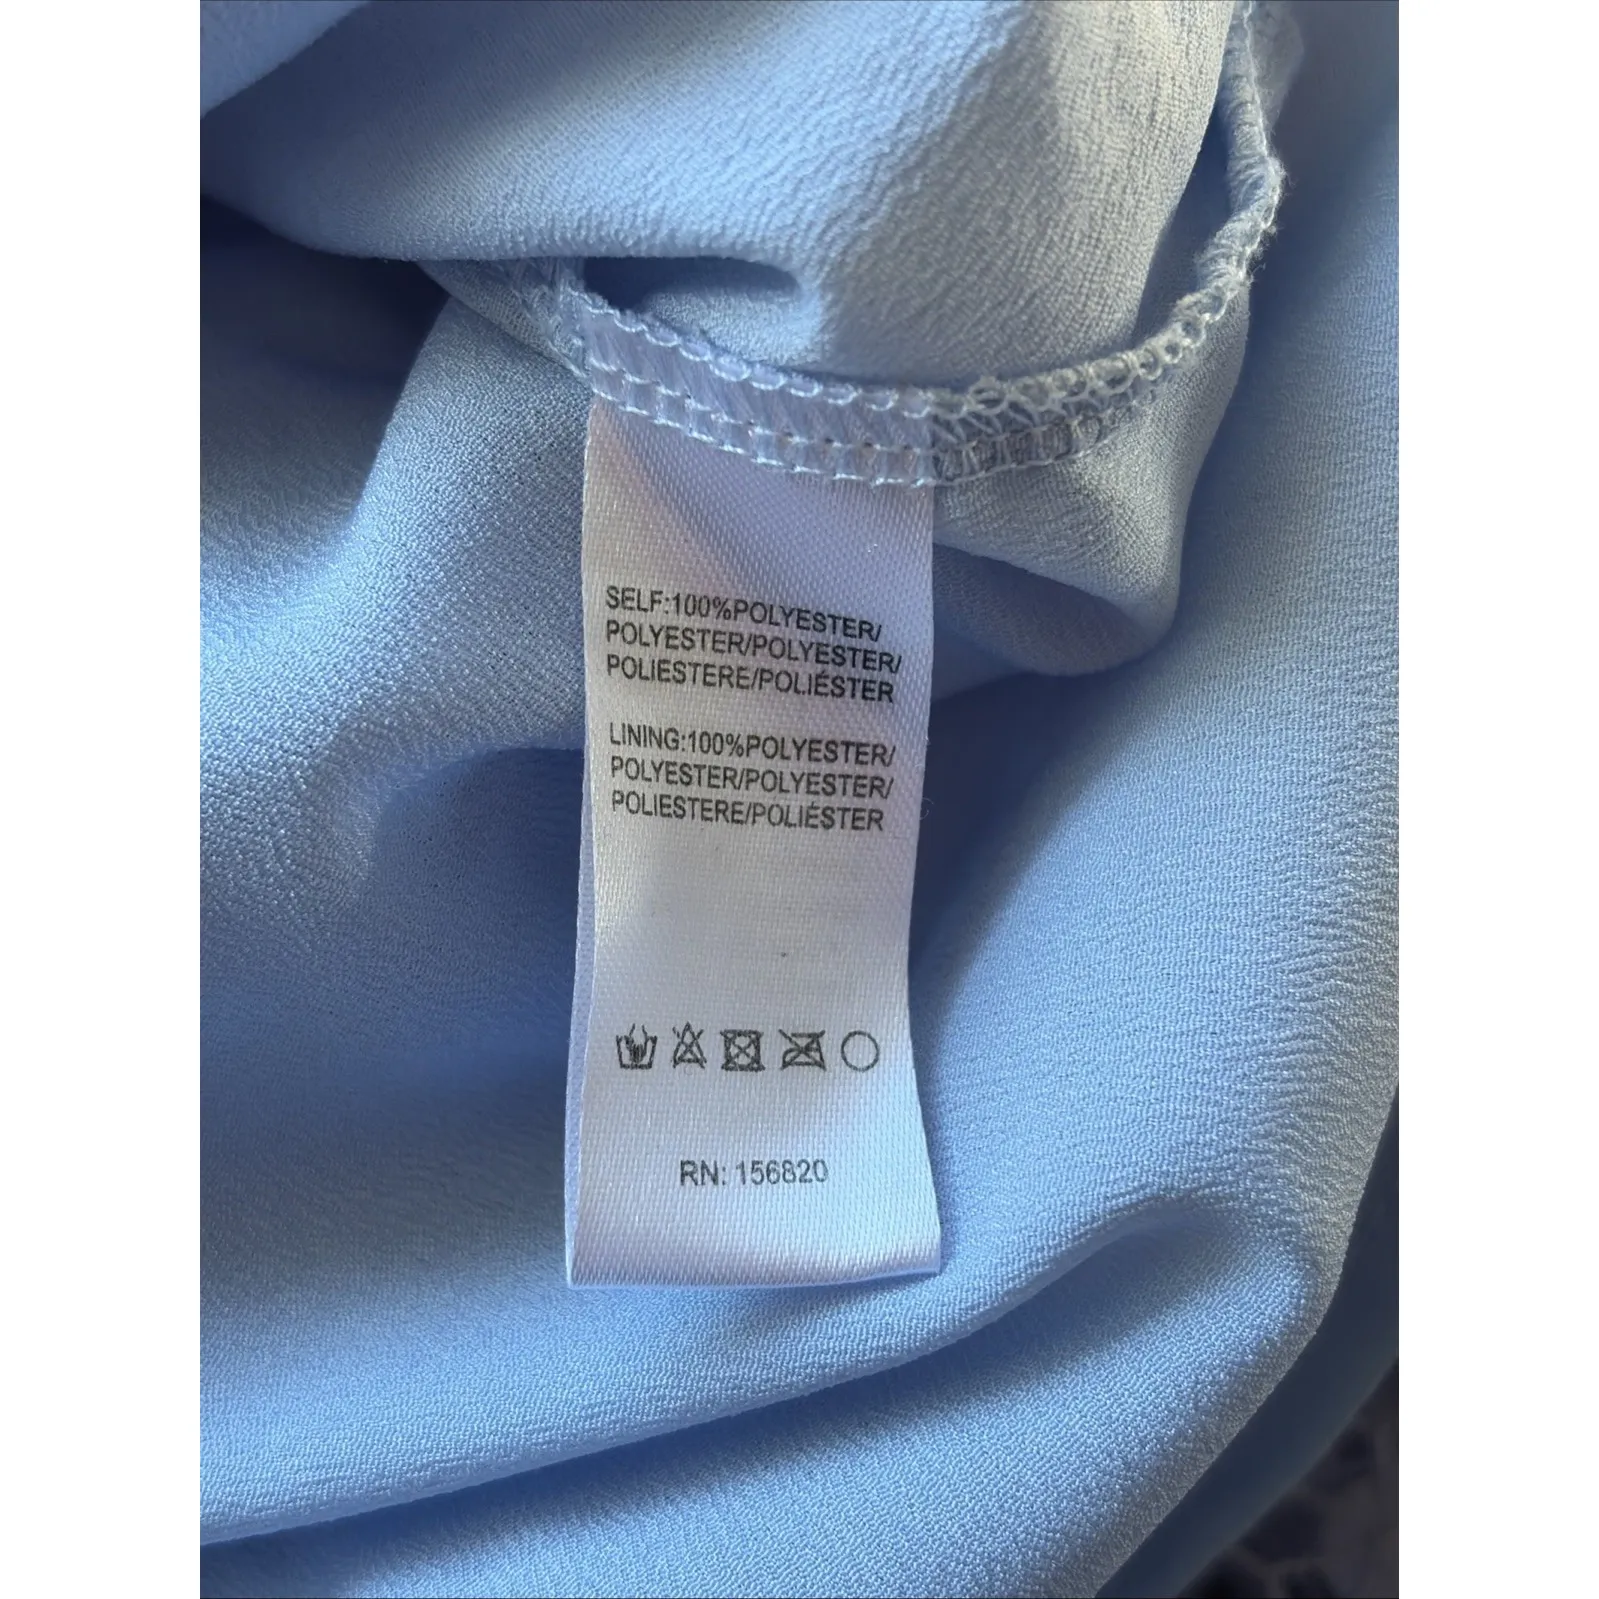 SELF:100%POLYESTER/
POLYESTER/POLYESTER/
POLIESTERE/POLIÉSTER
LINING:100%POLYESTER/
POLYESTER/POLYESTER/
POLIESTERE/POLIÉSTER
RN: 156820